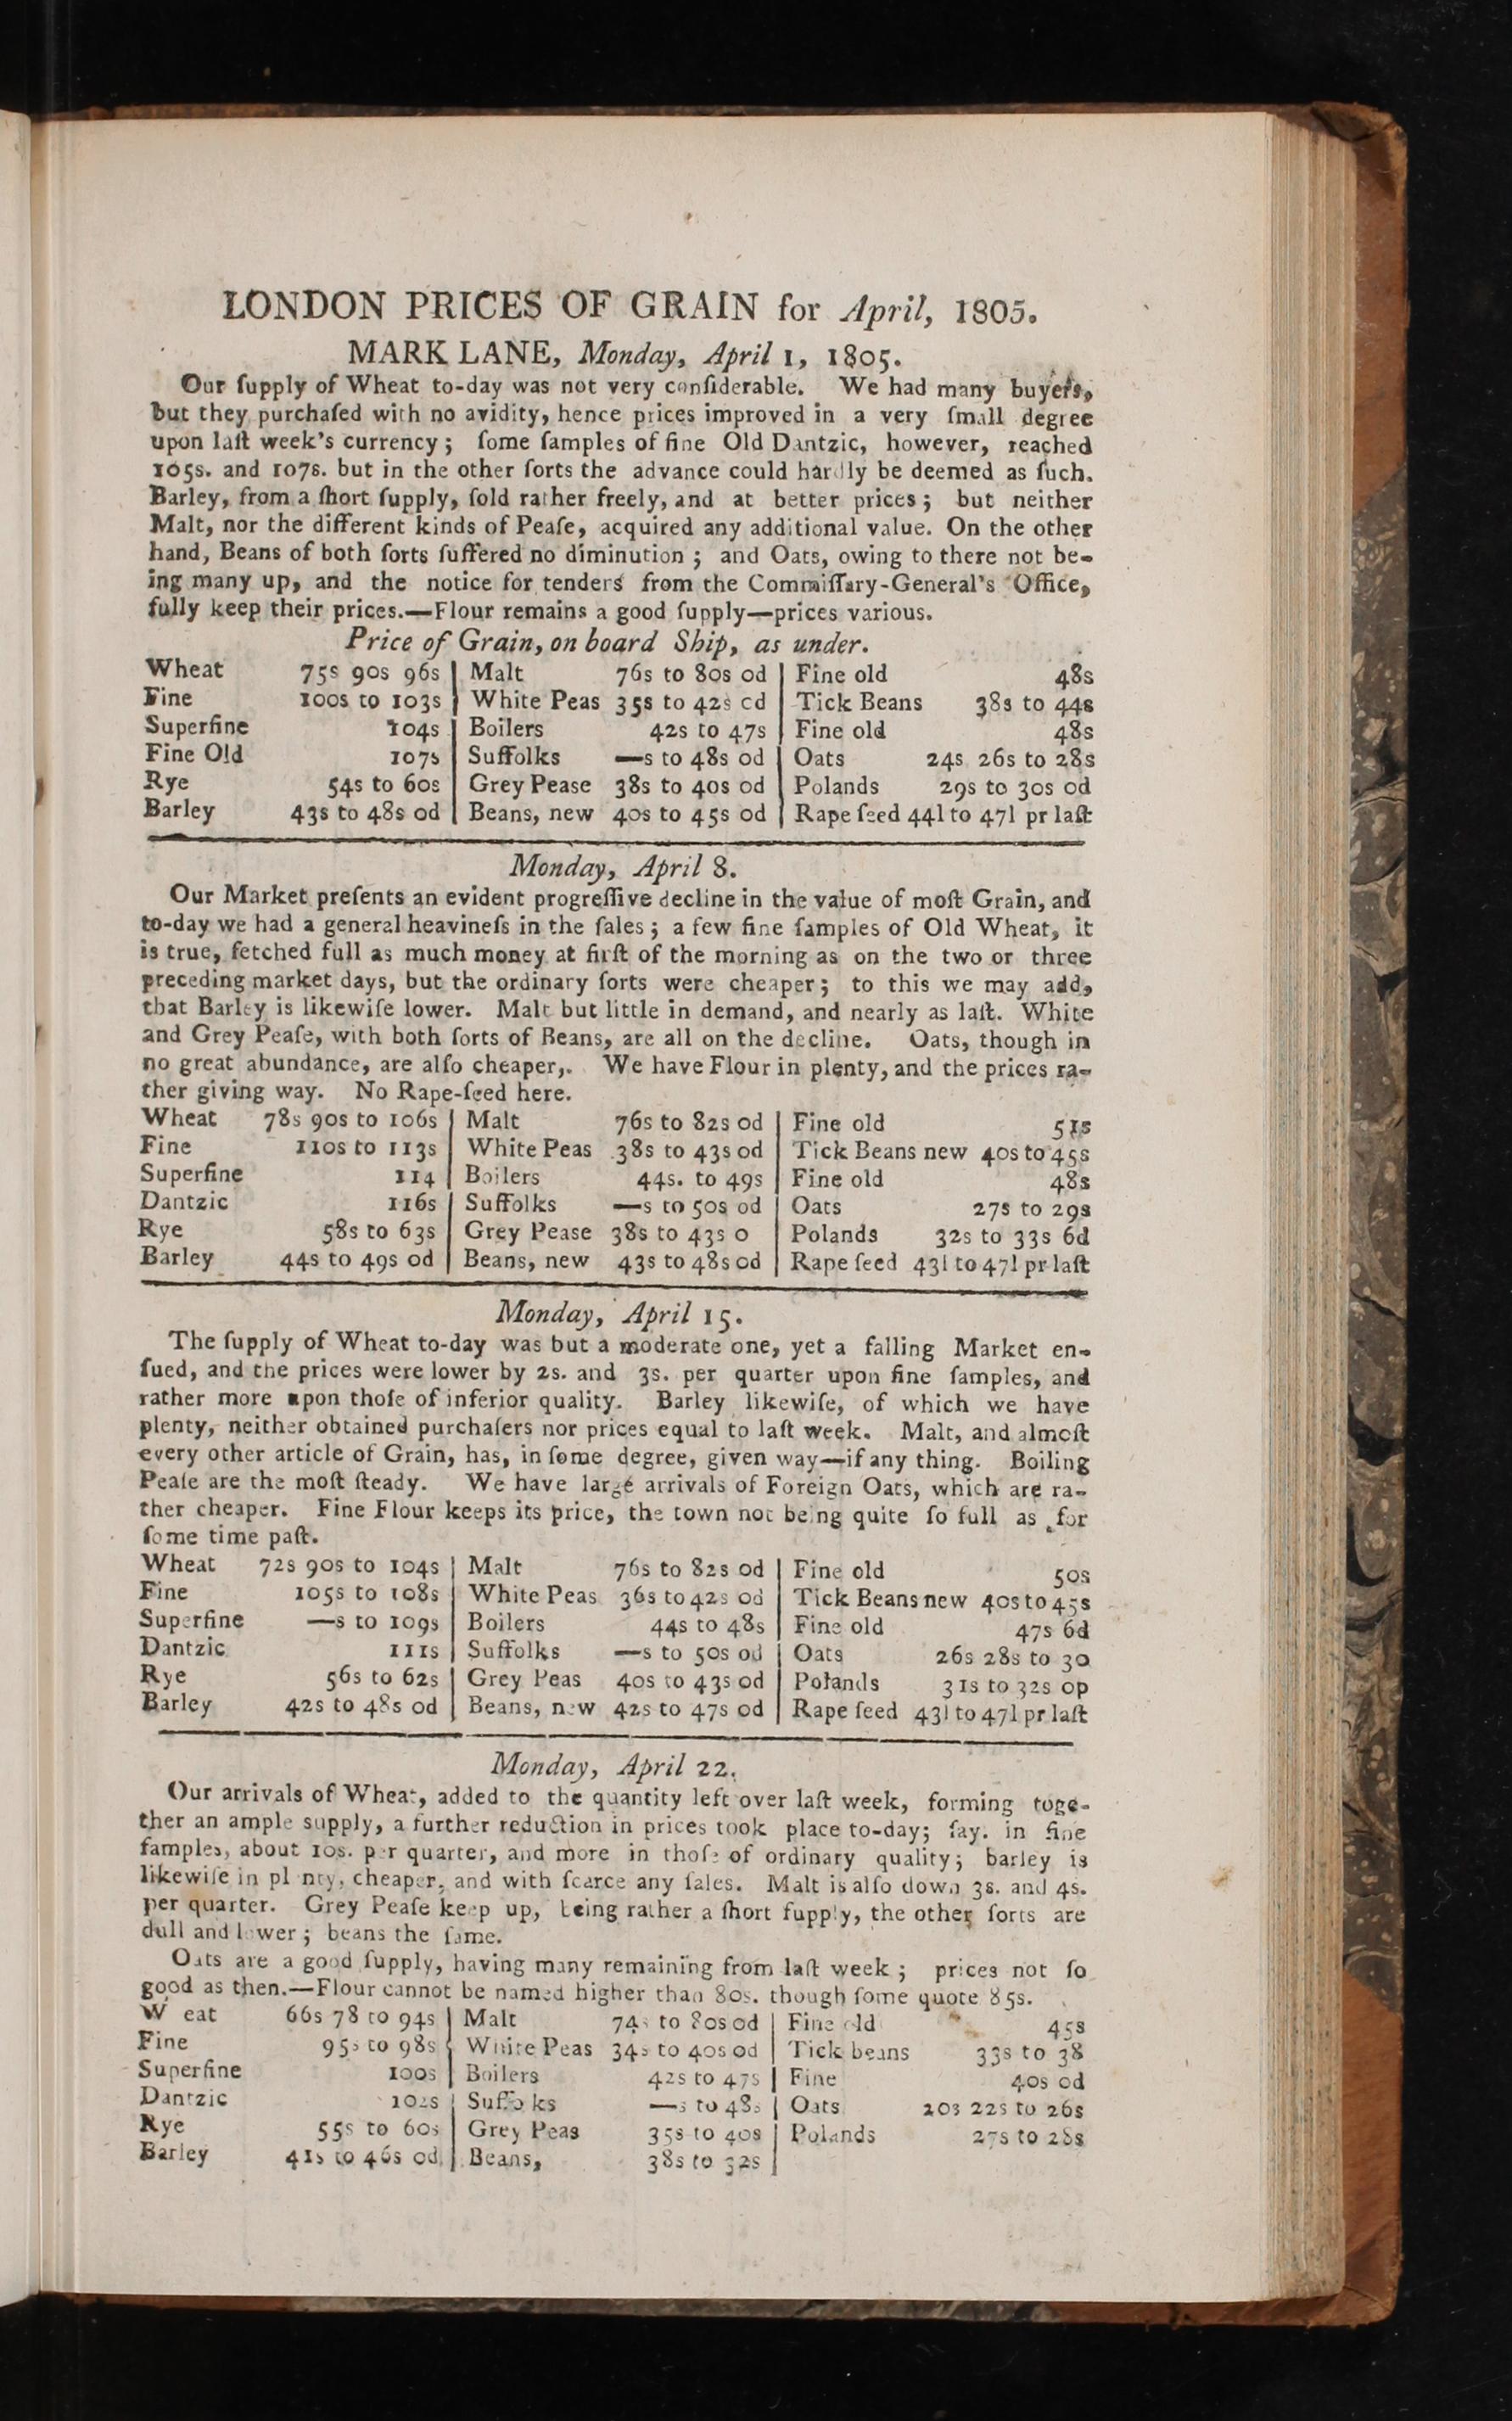 LONDON PRICES OF GRAIN for April, 1805.
MARK LANE, Monday, April 1, 1805.
Our ſupply of Wheat to-day was not very conſiderable. We had many buyers,
but they purchaſed with no avidity, hence prices improved in a very ſmall degree
upon laſt week's currency; ſome ſamples of fine Old Dantzic, however, reached
105s. and 107s. but in the other ſorts the advance could hardly be deemed as ſuch.
Barley, from a ſhort ſupply, ſold rather freely, and at better prices; but neither
Malt, nor the different kinds of Peaſe, acquired any additional value. On the other
hand, Beans of both ſorts ſuffered no diminution; and Oats, owing to there not be-
ing many up, and the notice for tenders from the Commiſſary-General's Office,
fully keep their prices.—Flour remains a good ſupply—prices various.
Price of Grain, on board Ship, as under.
Wheat 75s 90s 96s | Malt 76s to 80s od | Fine old 48s
Fine 100s to 103s | White Peas 35s to 42s cd | Tick Beans 38s to 44s
Superfine 104s | Boilers 42s to 47s | Fine old 48s
Fine Old 107s | Suffolks —s to 48s od | Oats 24s 26s to 28s
Rye 54s to 60s | Grey Pease 38s to 40s od | Polands 29s to 30s od
Barley 43s to 48s od | Beans, new 40s to 45s od | Rape ſeed 44l to 47l pr laſt
Monday, April 8.
Our Market preſents an evident progreſſive decline in the value of moſt Grain, and
to-day we had a general heavineſs in the ſales; a few fine ſamples of Old Wheat, it
is true, fetched full as much money at firſt of the morning as on the two or three
preceding market days, but the ordinary ſorts were cheaper; to this we may add,
that Barley is likewiſe lower. Malt but little in demand, and nearly as laſt. White
and Grey Peaſe, with both ſorts of Beans, are all on the decline. Oats, though in
no great abundance, are alſo cheaper,. We have Flour in plenty, and the prices ra-
ther giving way. No Rape-ſeed here.
Wheat 78s 90s to 106s | Malt 76s to 82s od | Fine old 51s
Fine 110s to 113s | White Peas 38s to 43s od | Tick Beans new 40s to 45s
Superfine 114 | Boilers 44s. to 49s | Fine old 48s
Dantzic 116s | Suffolks —s to 50s od | Oats 27s to 29s
Rye 58s to 63s | Grey Pease 38s to 43s o | Polands 32s to 33s 6d
Barley 44s to 49s od | Beans, new 43s to 48s od | Rape ſeed 43l to 47l pr laſt
Monday, April 15.
The ſupply of Wheat to-day was but a moderate one, yet a falling Market en-
ſued, and the prices were lower by 2s. and 3s. per quarter upon fine ſamples, and
rather more upon thoſe of inferior quality. Barley likewiſe, of which we have
plenty, neither obtained purchaſers nor prices equal to laſt week. Malt, and almoſt
every other article of Grain, has, in ſome degree, given way—if any thing. Boiling
Peaſe are the moſt ſteady. We have large arrivals of Foreign Oats, which are ra-
ther cheaper. Fine Flour keeps its price, the town not being quite ſo full as for
ſome time paſt.
Wheat 72s 90s to 104s | Malt 76s to 82s od | Fine old 50s
Fine 105s to 108s | White Peas 36s to 42s od | Tick Beans new 40s to 45s
Superfine —s to 109s | Boilers 44s to 48s | Fine old 47s 6d
Dantzic 111s | Suffolks —s to 50s od | Oats 26s 28s to 30
Rye 56s to 62s | Grey Peas 40s to 43s od | Polands 31s to 32s op
Barley 42s to 48s od | Beans, new 42s to 47s od | Rape ſeed 43l to 47l pr laſt
Monday, April 22.
Our arrivals of Wheat, added to the quantity left over laſt week, forming toge-
ther an ample supply, a further reduction in prices took place to-day; ſay. in fine
ſamples, about 10s. per quarter, and more in thoſe of ordinary quality; barley is
likewiſe in pl nty, cheaper, and with ſcarce any ſales. Malt is alſo down 3s. and 4s.
per quarter. Grey Peaſe keep up, being rather a ſhort ſupply, the other ſorts are
dull and lower; beans the ſame.
Oats are a good ſupply, having many remaining from laſt week; prices not ſo
good as then.—Flour cannot be named higher than 80s. though ſome quote 85s.
W eat 66s 78 to 94s | Malt 74s to 80s od | Fine old 45s
Fine 95s to 98s | White Peas 34s to 40s od | Tick beans 33s to 38
Superfine 100s | Boilers 42s to 47s | Fine 40s od
Dantzic 102s | Suffo ks —s to 48s | Oats 20s 22s to 26s
Rye 55s to 60s | Grey Peas 35s to 40s | Polands 27s to 28s
Barley 41s to 46s od | Beans, 38s to 32s |